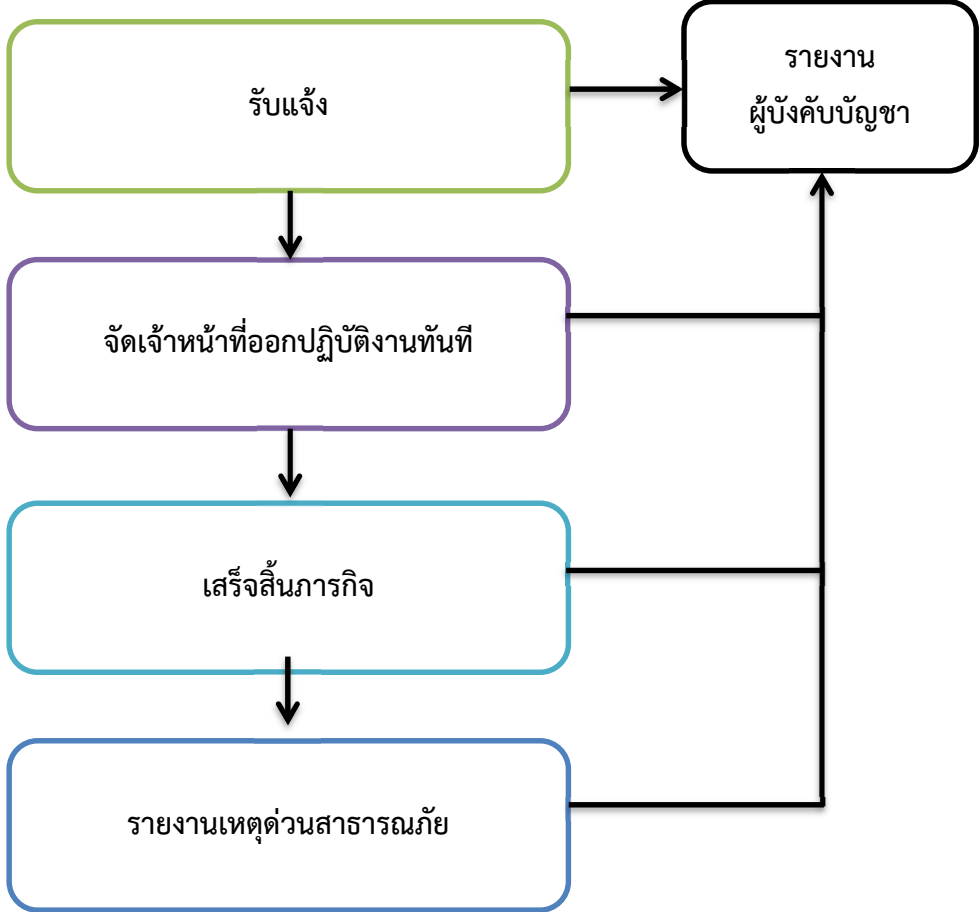 รับแจ้ง
รายงาน
ผู้บังคับบัญชา
จัดเจ้าหน้าที่ออกปฏิบัติงานทันที
เสร็จสิ้นภารกิจ
รายงานเหตุด่วนสาธารณภัย